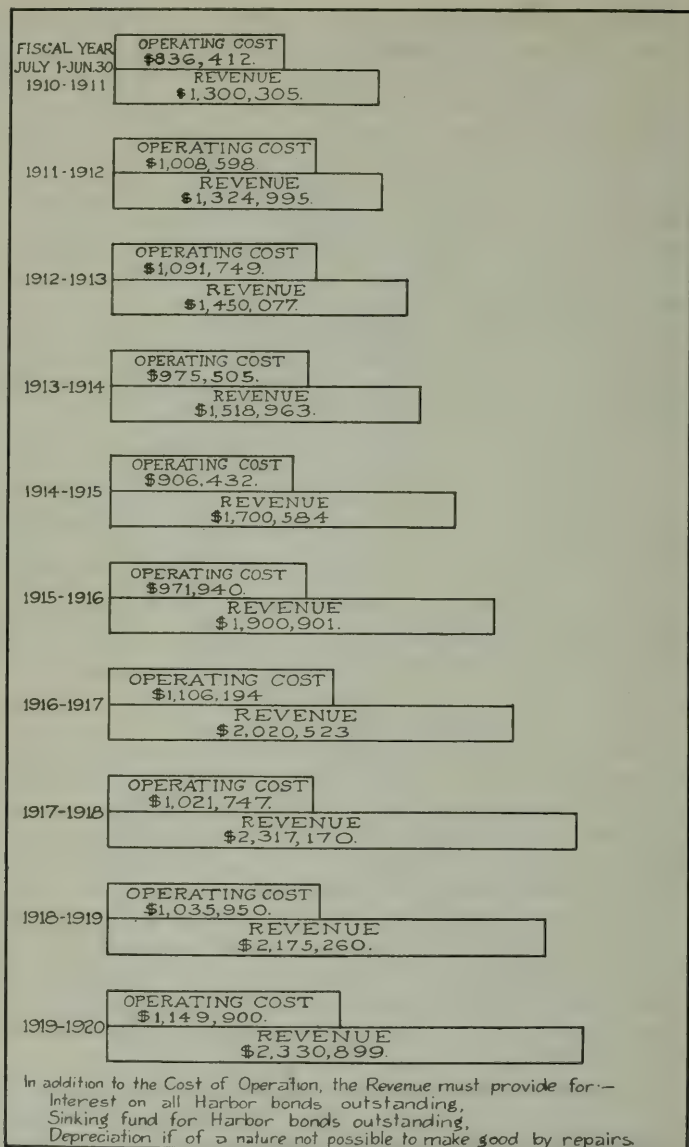 FISCAL YEAR
JULY 1-JUN.30
1910-1911
OPERATING COST
$836,412.
REVENUE
$1,300,305.
1911-1912
OPERATING COST
$1,008,598
REVENUE
$1,324,995.
1912-1913
OPERATING COST
$1,091,749.
REVENUE
$1,450,077.
1913-1914
OPERATING COST
$975,505.
REVENUE
$1,518,963.
1914-1915
OPERATING COST
$906.432.
REVENUE
$1,700,584
1915-1916
OPERATING COST
$971,940.
REVENUE
$1,900,901.
1916-1917
OPERATING COST
$1,106.194
REVENUE
$2,020,523
1917-1918
OPERATING COST
$1,021,747.
REVENUE
$2,317,170.
1918-1919
OPERATING COST
$1,035,950.
REVENUE
$2,175,260.
1919-1920
OPERATING COST
$1,149,900.
REVENUE
$2,330,899.
In addition to the Cost of Operation, the Revenue must provide for:—
Interest on all Harbor bonds outstanding,
Sinking fund for Harbor bonds outstanding,
Depreciation if of a nature not possible to make good by repairs.